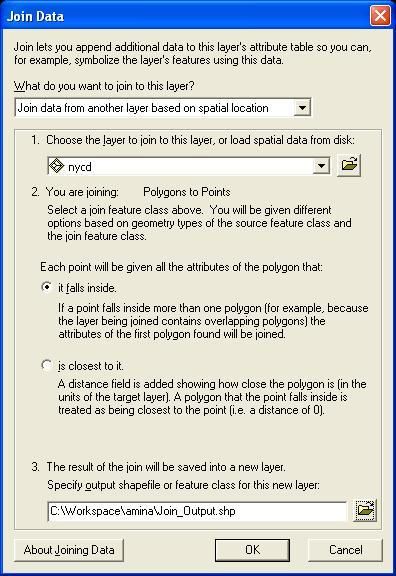 Join Data
Join lets you append additional data to this layer's attribute table so you can,
for example, symbolize the layer's features using this data.
What do you want to join to this layer?
Join data from another layer based on spatial location
1. Choose the layer to join to this layer, or load spatial data from disk:
nycd
2. You are joining: Polygons to Points
Select a join feature class above. You will be given different
options based on geometry types of the source feature class and
the join feature class.
Each point will be given all the attributes of the polygon that:
it falls inside.
If a point falls inside more than one polygon (for example, because
the layer being joined contains overlapping polygons) the
attributes of the first polygon found will be joined.
is closest to it.
A distance field is added showing how close the polygon is (in the
units of the target layer). A polygon that the point falls inside is
treated as being closest to the point (i.e. a distance of 0).
3. The result of the join will be saved into a new layer.
Specify output shapefile or feature class for this new layer:
C:\Workspace\amina\Join_Output.shp
About Joining Data
OK
Cancel